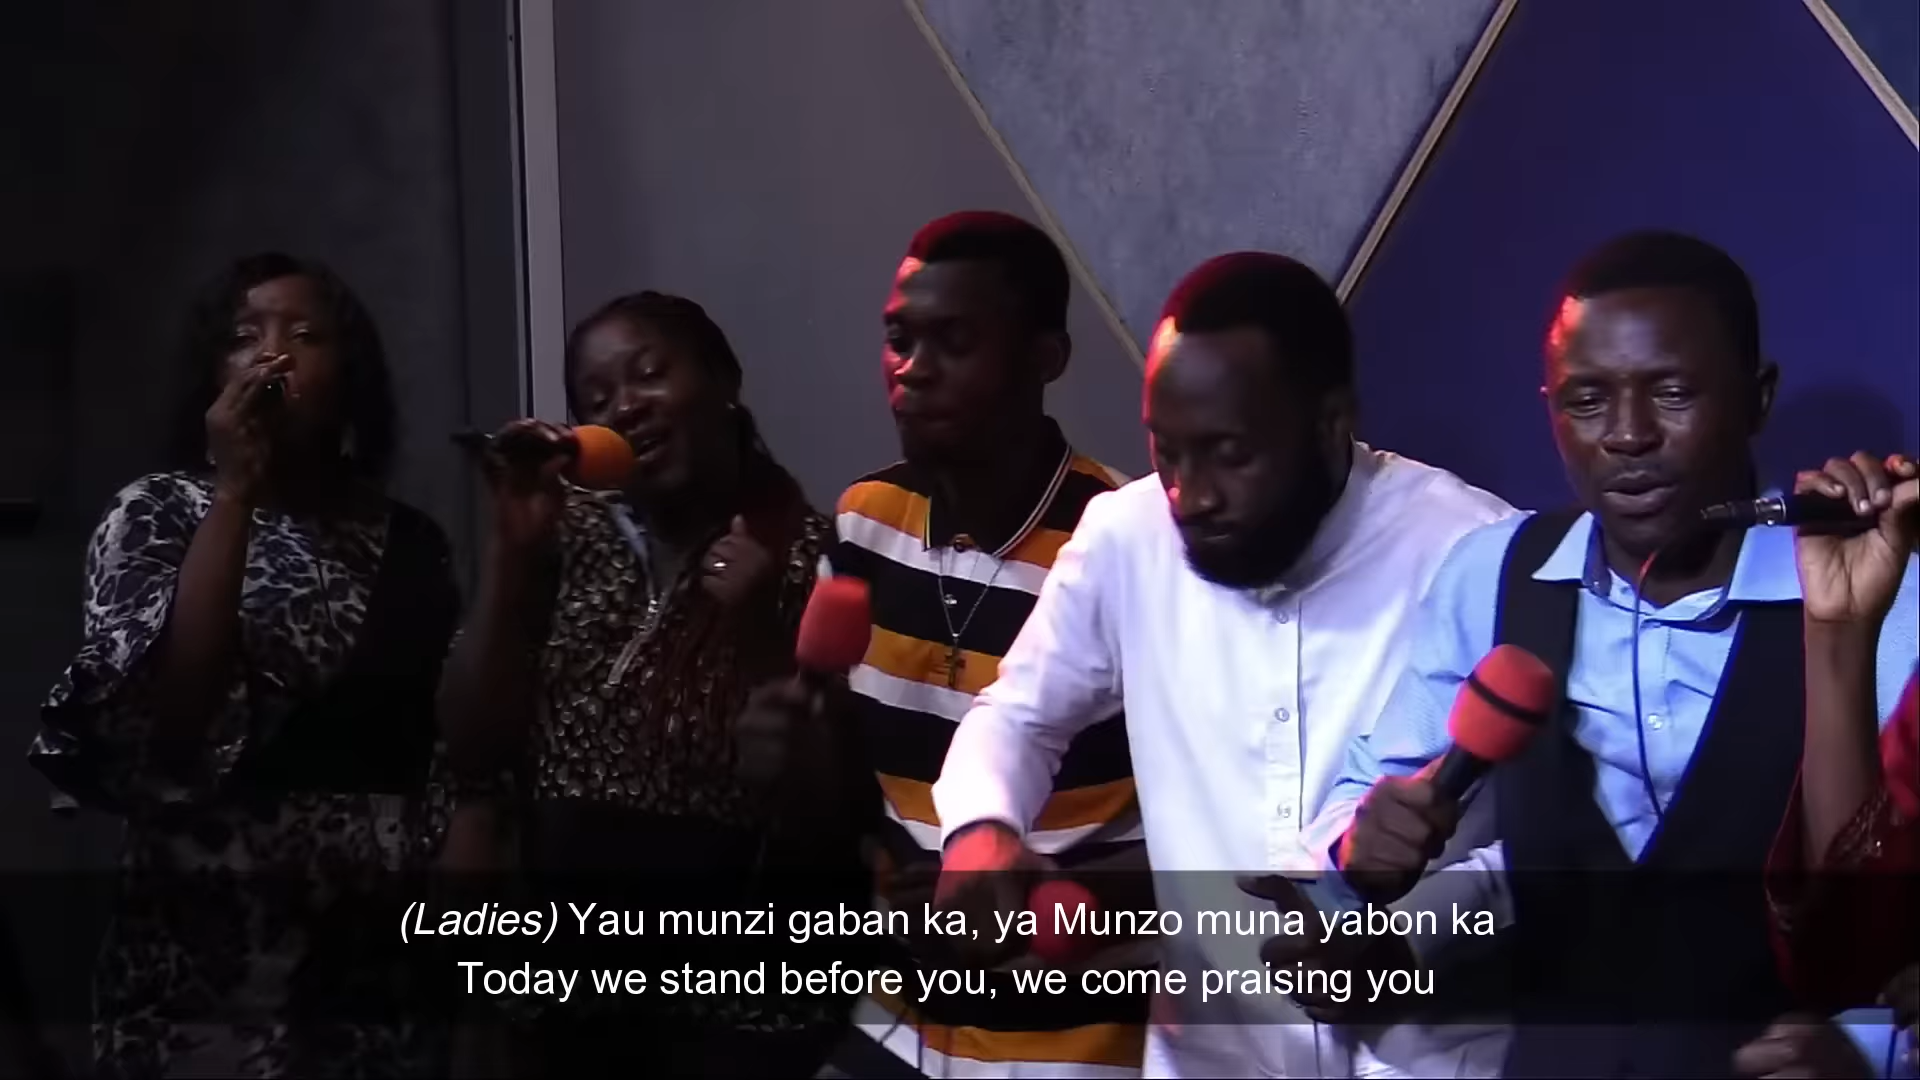 (Ladies) Yau munzi gaban ka, ya Munzo muna yabon ka
Today we stand before you, we come praising you